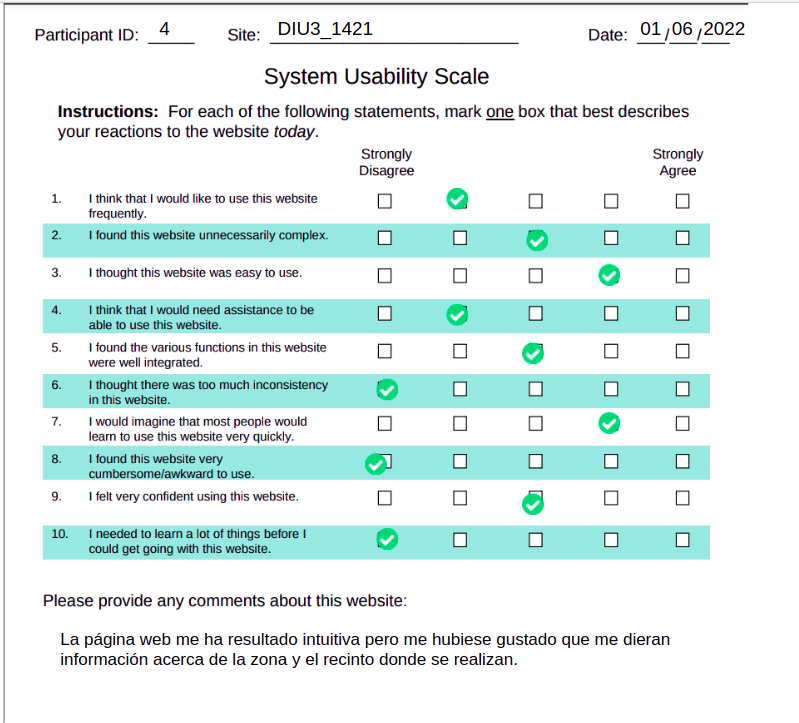 Participant ID: 4 Site: DIU3_1421 Date: 01/06/2022
System Usability Scale
Instructions: For each of the following statements, mark one box that best describes
your reactions to the website today.
Strongly Strongly
Disagree Agree
1. I think that I would like to use this website
frequently.
2. I found this website unnecessarily complex.
3. I thought this website was easy to use.
4. I think that I would need assistance to be
able to use this website.
5. I found the various functions in this website
were well integrated.
6. I thought there was too much inconsistency
in this website.
7. I would imagine that most people would
learn to use this website very quickly.
8. I found this website very
cumbersome/awkward to use.
9. I felt very confident using this website.
10. I needed to learn a lot of things before I
could get going with this website.
Please provide any comments about this website:
La página web me ha resultado intuitiva pero me hubiese gustado que me dieran
información acerca de la zona y el recinto donde se realizan.